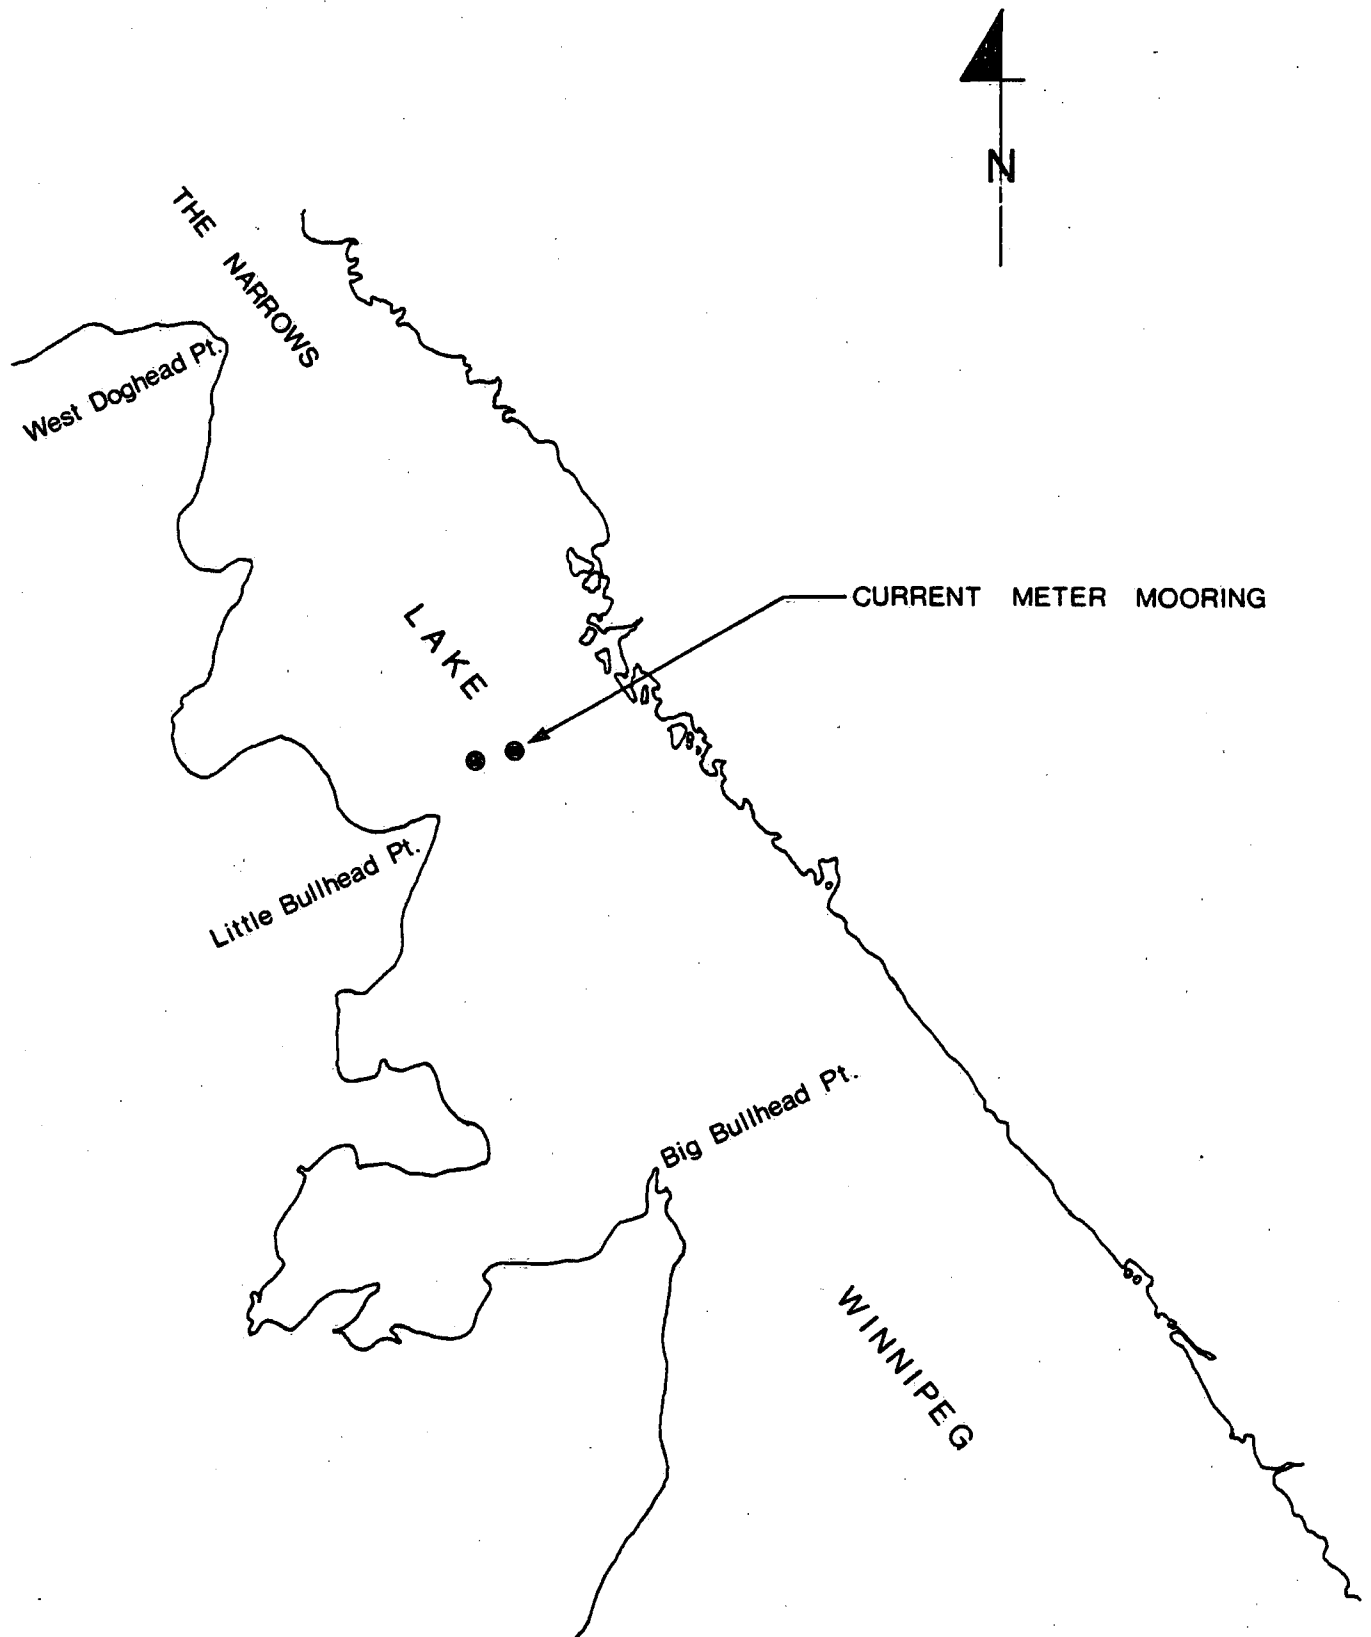 N
THE NARROWS
West Doghead Pt.
CURRENT METER MOORING
LAKE
Little Bullhead Pt.
Big Bullhead Pt.
WINNIPEG